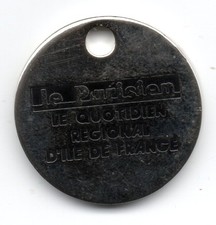 le Parisien
LE QUOTIDIEN
REGIONAL
D'ILE DE FRANCE